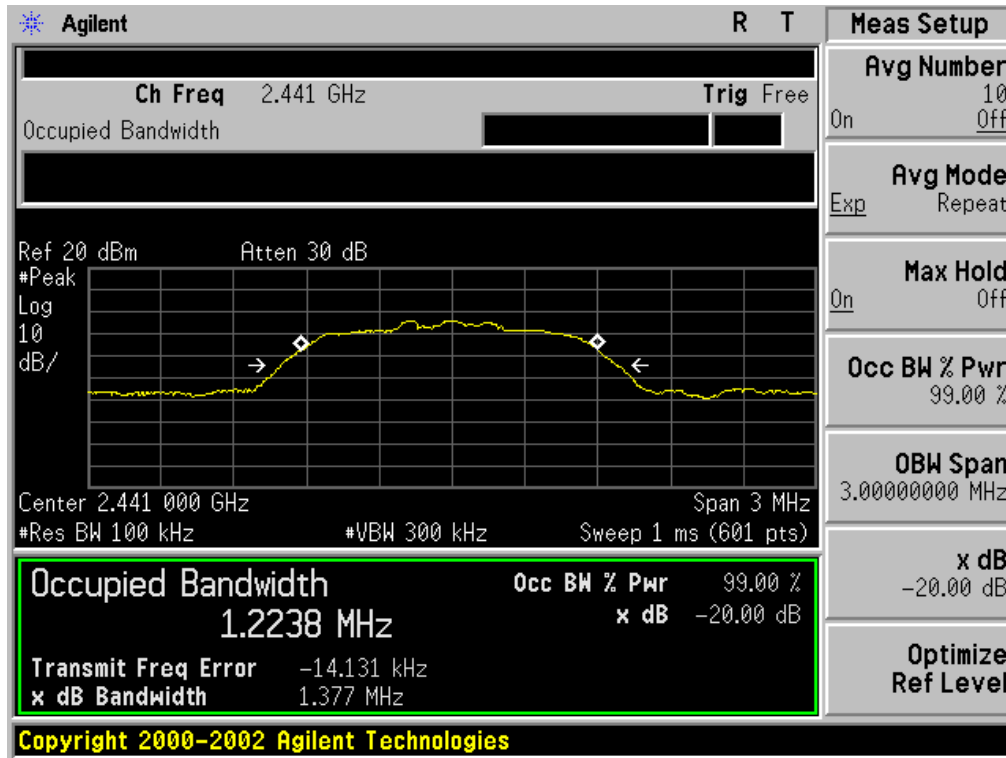 Agilent R T
Ch Freq 2.441 GHz Trig Free
Occupied Bandwidth
Ref 20 dBm Atten 30 dB
#Peak
Log
10
dB/
Center 2.441 000 GHz Span 3 MHz
#Res BW 100 kHz #VBW 300 kHz Sweep 1 ms (601 pts)
Occupied Bandwidth
1.2238 MHz
Occ BW % Pwr 99.00 %
x dB -20.00 dB
Transmit Freq Error -14.131 kHz
x dB Bandwidth 1.377 MHz
Copyright 2000-2002 Agilent Technologies
Meas Setup
Avg Number
10
On Off
Avg Mode
Exp Repeat
Max Hold
On Off
Occ BW % Pwr
99.00 %
OBW Span
3.00000000 MHz
x dB
-20.00 dB
Optimize
Ref Level